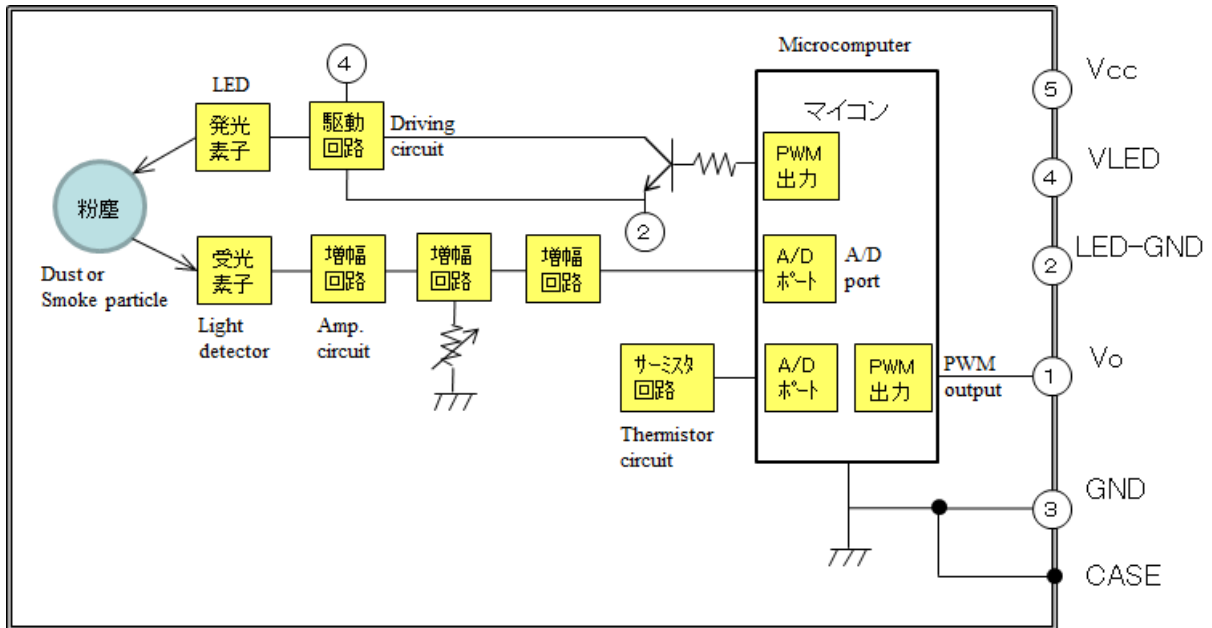 Microcomputer
マイコン
LED
④
発光
素子
駆動
回路
Driving
circuit
PWM
出力
②
粉塵
Dust or
Smoke particle
受光
素子
Light
detector
増幅
回路
Amp.
circuit
増幅
回路
増幅
回路
A/D
ポート
A/D
port
サーミスタ
回路
Thermistor
circuit
A/D
ポート
PWM
出力
PWM
output
⑤ Vcc
④ VLED
② LED-GND
① Vo
③ GND
CASE